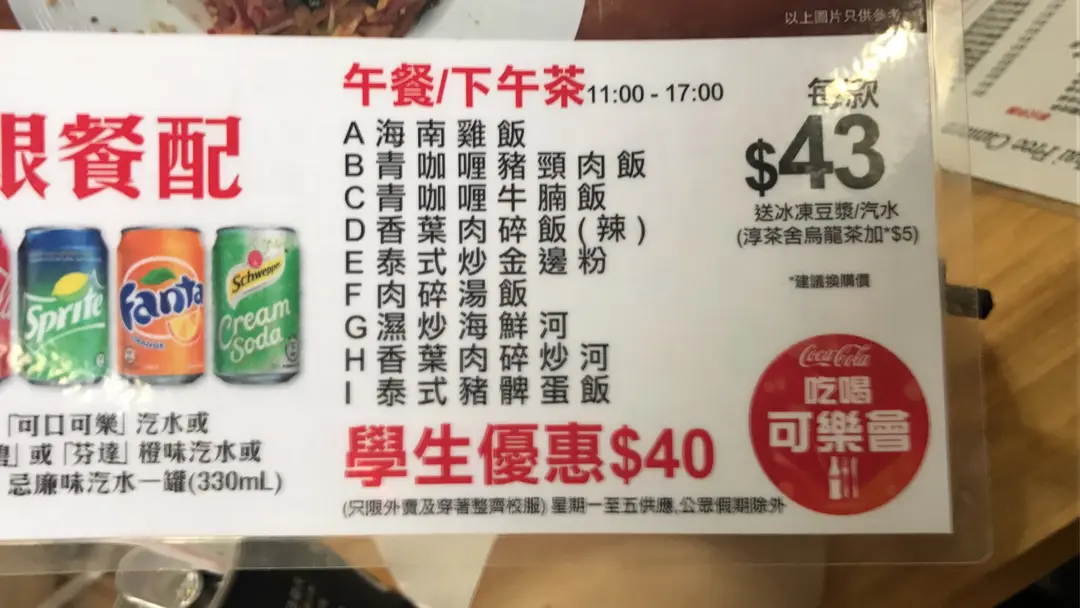 以上圖片只供參考
午餐/下午茶11:00 - 17:00
每款
$43
送冰凍豆漿/汽水
(淳茶舍烏龍茶加*$5)
*建議換購價
A 海南雞飯
B 青咖喱豬頸肉飯
C 青咖喱牛腩飯
D 香葉肉碎飯(辣)
E 泰式炒金邊粉
F 肉碎湯飯
G 濕炒海鮮河
H 香葉肉碎炒河
I 泰式豬髀蛋飯
學生優惠$40
(只限外賣及穿著整齊校服) 星期一至五供應,公眾假期除外
餐配
Sprite
Fanta
ORANGE
Schweppes
Cream
Soda
「可口可樂」汽水或
」或「芬達」橙味汽水或
忌廉味汽水一罐(330mL)
Coca-Cola
吃喝
可樂會